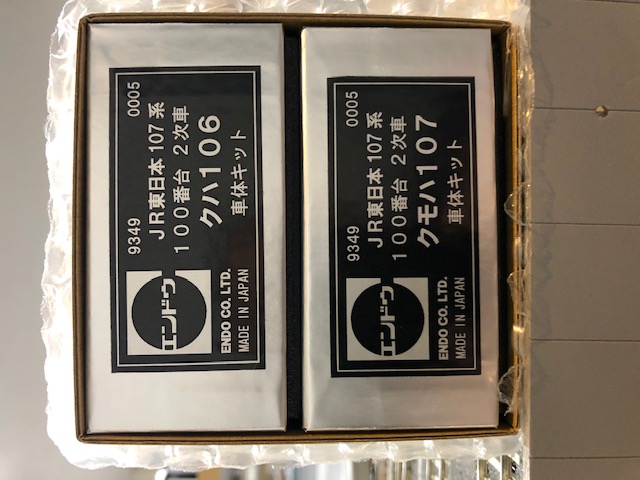 9349 0005
JR東日本107系
100番台 2次車
クハ106
車体キット
エンドウ
ENDO CO. LTD.
MADE IN JAPAN
9349 0005
JR東日本107系
100番台 2次車
クモハ107
車体キット
エンドウ
ENDO CO. LTD.
MADE IN JAPAN